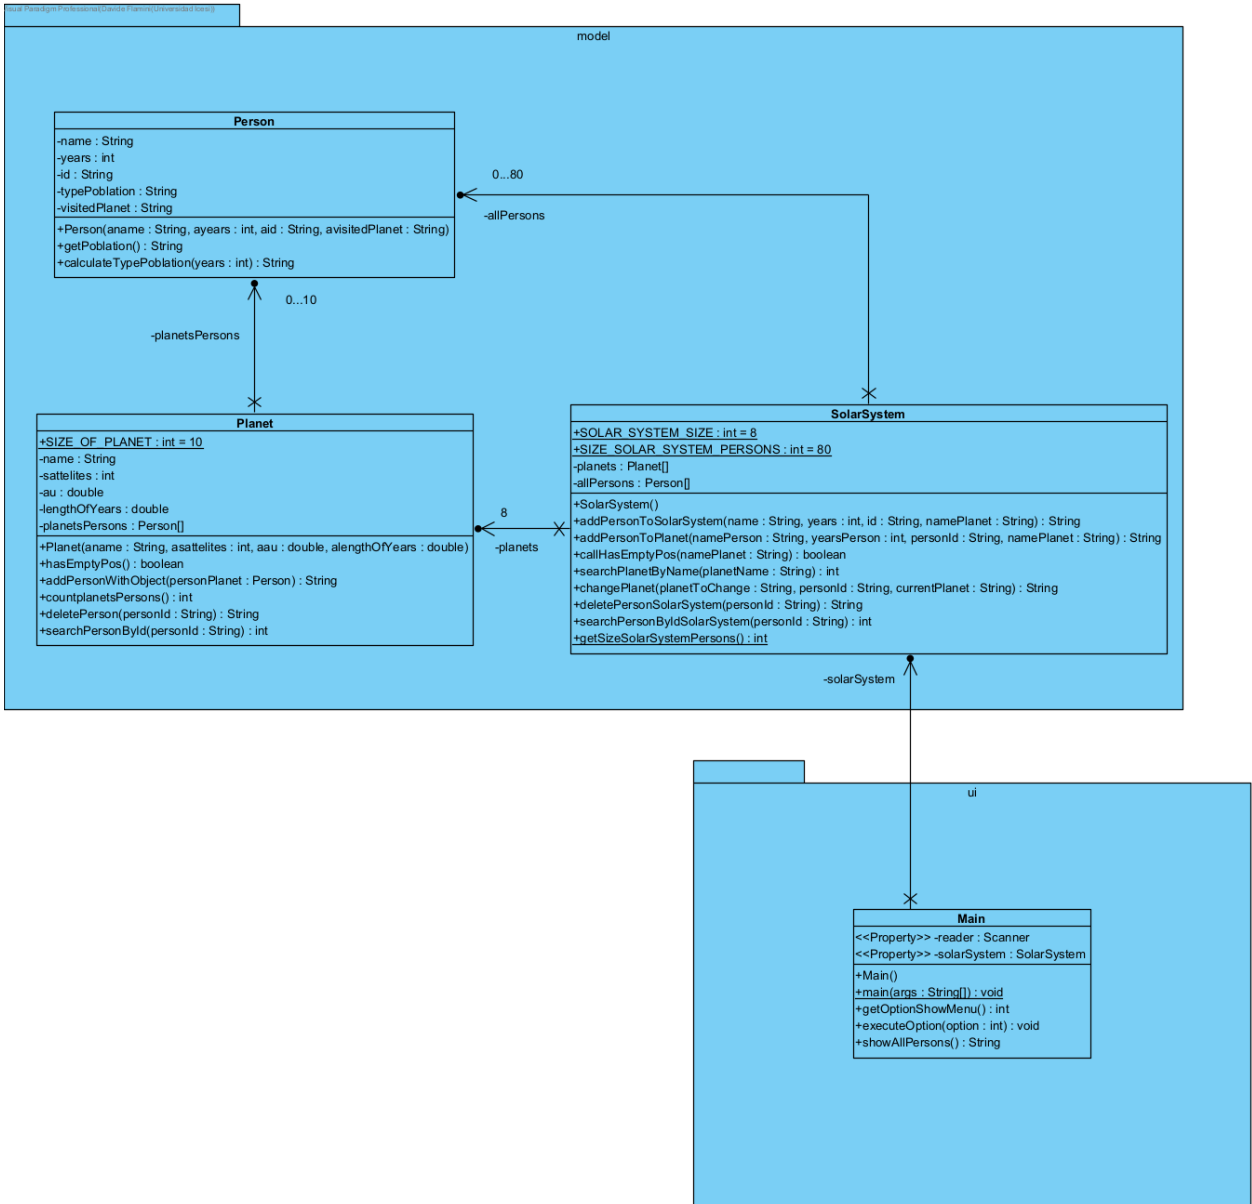 Visual Paradigm Professional(Davide Flamini(Universidad Icesi))
model
Person
-name : String
-years : int
-id : String
-typePoblation : String
-visitedPlanet : String
+Person(aname : String, ayears : int, aid : String, avisitedPlanet : String)
+getPoblation() : String
+calculateTypePoblation(years : int) : String
0...80
-allPersons
0...10
-planetsPersons
Planet
+SIZE_OF_PLANET : int = 10
-name : String
-sattelites : int
-au : double
-lengthOfYears : double
-planetsPersons : Person[]
+Planet(aname : String, asattelites : int, aau : double, alengthOfYears : double)
+hasEmptyPos() : boolean
+addPersonWithObject(personPlanet : Person) : String
+countplanetsPersons() : int
+deletePerson(personId : String) : String
+searchPersonById(personId : String) : int
8
-planets
SolarSystem
+SOLAR_SYSTEM_SIZE : int = 8
+SIZE_SOLAR_SYSTEM_PERSONS : int = 80
-planets : Planet[]
-allPersons : Person[]
+SolarSystem()
+addPersonToSolarSystem(name : String, years : int, id : String, namePlanet : String) : String
+addPersonToPlanet(namePerson : String, yearsPerson : int, personId : String, namePlanet : String) : String
+callHasEmptyPos(namePlanet : String) : boolean
+searchPlanetByName(planetName : String) : int
+changePlanet(planetToChange : String, personId : String, currentPlanet : String) : String
+deletePersonSolarSystem(personId : String) : String
+searchPersonByIdSolarSystem(personId : String) : int
+getSizeSolarSystemPersons() : int
-solarSystem
ui
Main
<<Property>> -reader : Scanner
<<Property>> -solarSystem : SolarSystem
+Main()
+main(args : String[]) : void
+getOptionShowMenu() : int
+executeOption(option : int) : void
+showAllPersons() : String